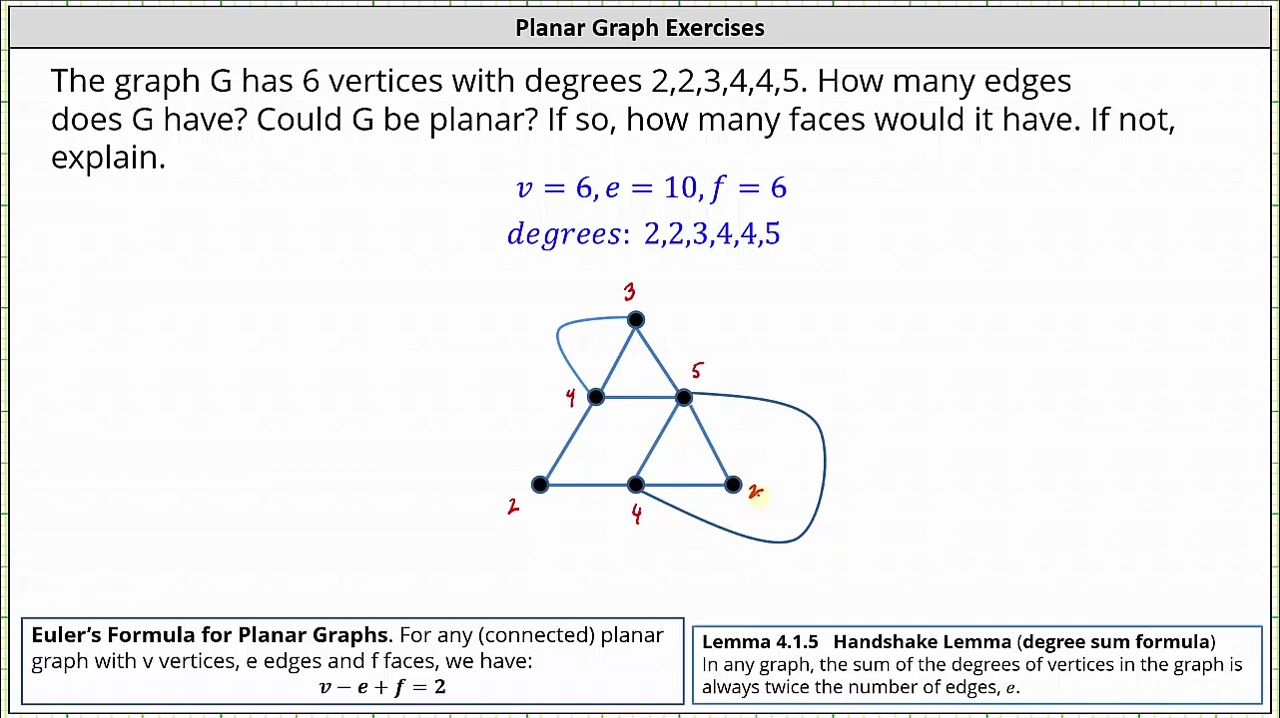 Planar Graph Exercises
The graph G has 6 vertices with degrees 2,2,3,4,4,5. How many edges
does G have? Could G be planar? If so, how many faces would it have. If not,
explain.
v = 6, e = 10, f = 6
degrees: 2,2,3,4,4,5
3
5
4
2
4
2
Euler's Formula for Planar Graphs. For any (connected) planar
graph with v vertices, e edges and f faces, we have:
v − e + f = 2
Lemma 4.1.5 Handshake Lemma (degree sum formula)
In any graph, the sum of the degrees of vertices in the graph is
always twice the number of edges, e.